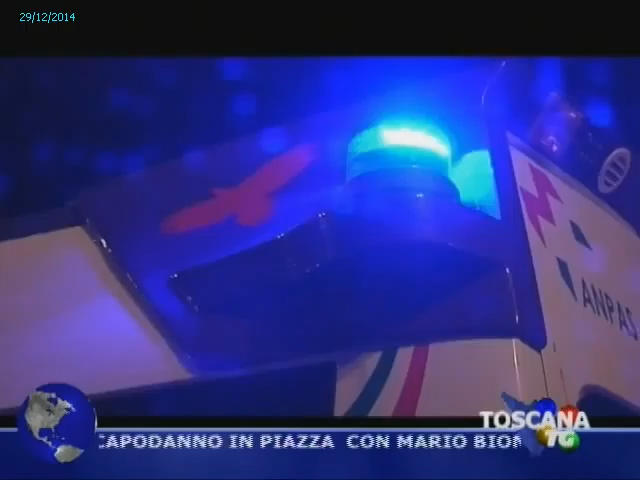 29/12/2014
ANPAS
TOSCANA
TG
CAPODANNO IN PIAZZA CON MARIO BION